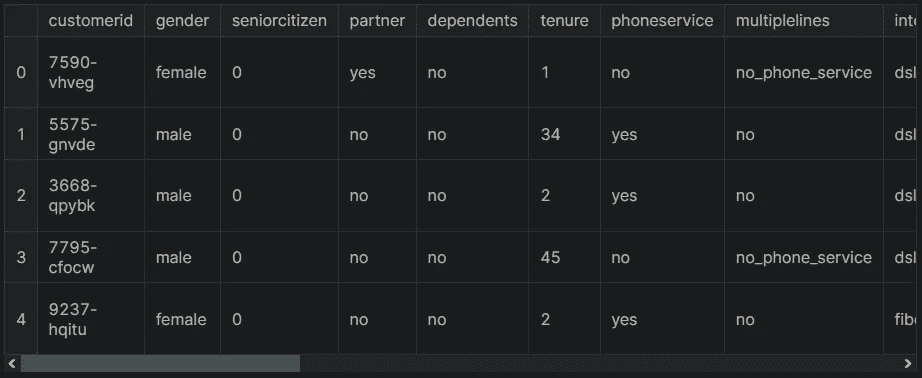 customerid gender seniorcitizen partner dependents tenure phoneservice multiplelines inte
0 7590-vhveg female 0 yes no 1 no no_phone_service dsl
1 5575-gnvde male 0 no no 34 yes no dsl
2 3668-qpybk male 0 no no 2 yes no dsl
3 7795-cfocw male 0 no no 45 no no_phone_service dsl
4 9237-hqitu female 0 no no 2 yes no fibe